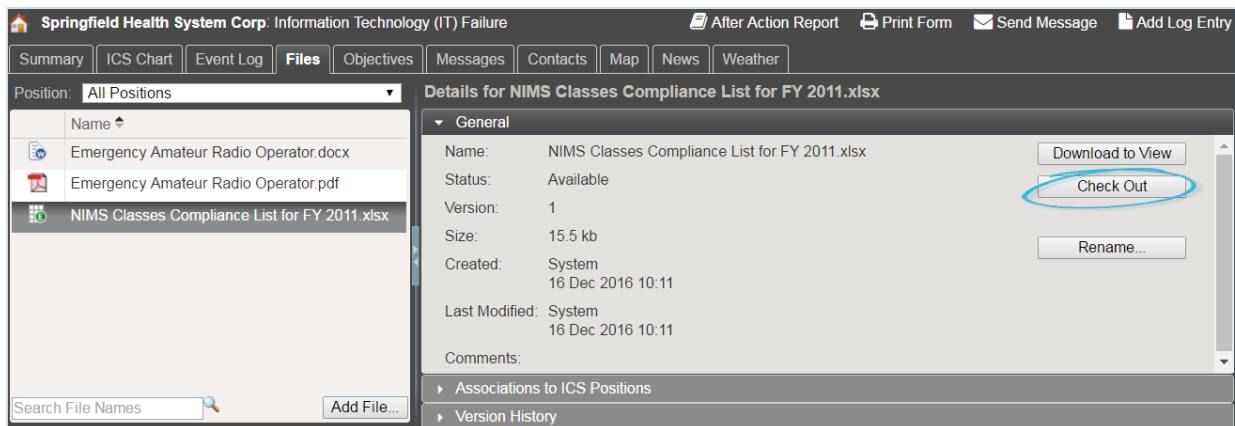 Springfield Health System Corp: Information Technology (IT) Failure After Action Report Print Form Send Message Add Log Entry
Summary ICS Chart Event Log Files Objectives Messages Contacts Map News Weather
Position: All Positions
Name
Emergency Amateur Radio Operator.docx
Emergency Amateur Radio Operator.pdf
NIMS Classes Compliance List for FY 2011.xlsx
Search File Names Add File...
Details for NIMS Classes Compliance List for FY 2011.xlsx
General
Name: NIMS Classes Compliance List for FY 2011.xlsx Download to View
Status: Available Check Out
Version: 1
Size: 15.5 kb Rename...
Created: System
16 Dec 2016 10:11
Last Modified: System
16 Dec 2016 10:11
Comments:
Associations to ICS Positions
Version History